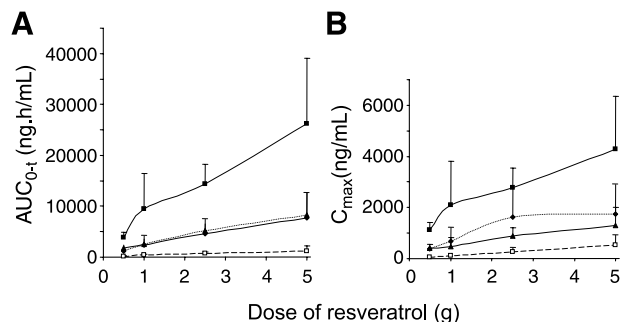 A
B
AUC0-t (ng.h/mL)
40000
30000
20000
10000
0
0 1 2 3 4 5
Cmax(ng/mL)
6000
4000
2000
0
0 1 2 3 4 5
Dose of resveratrol (g)